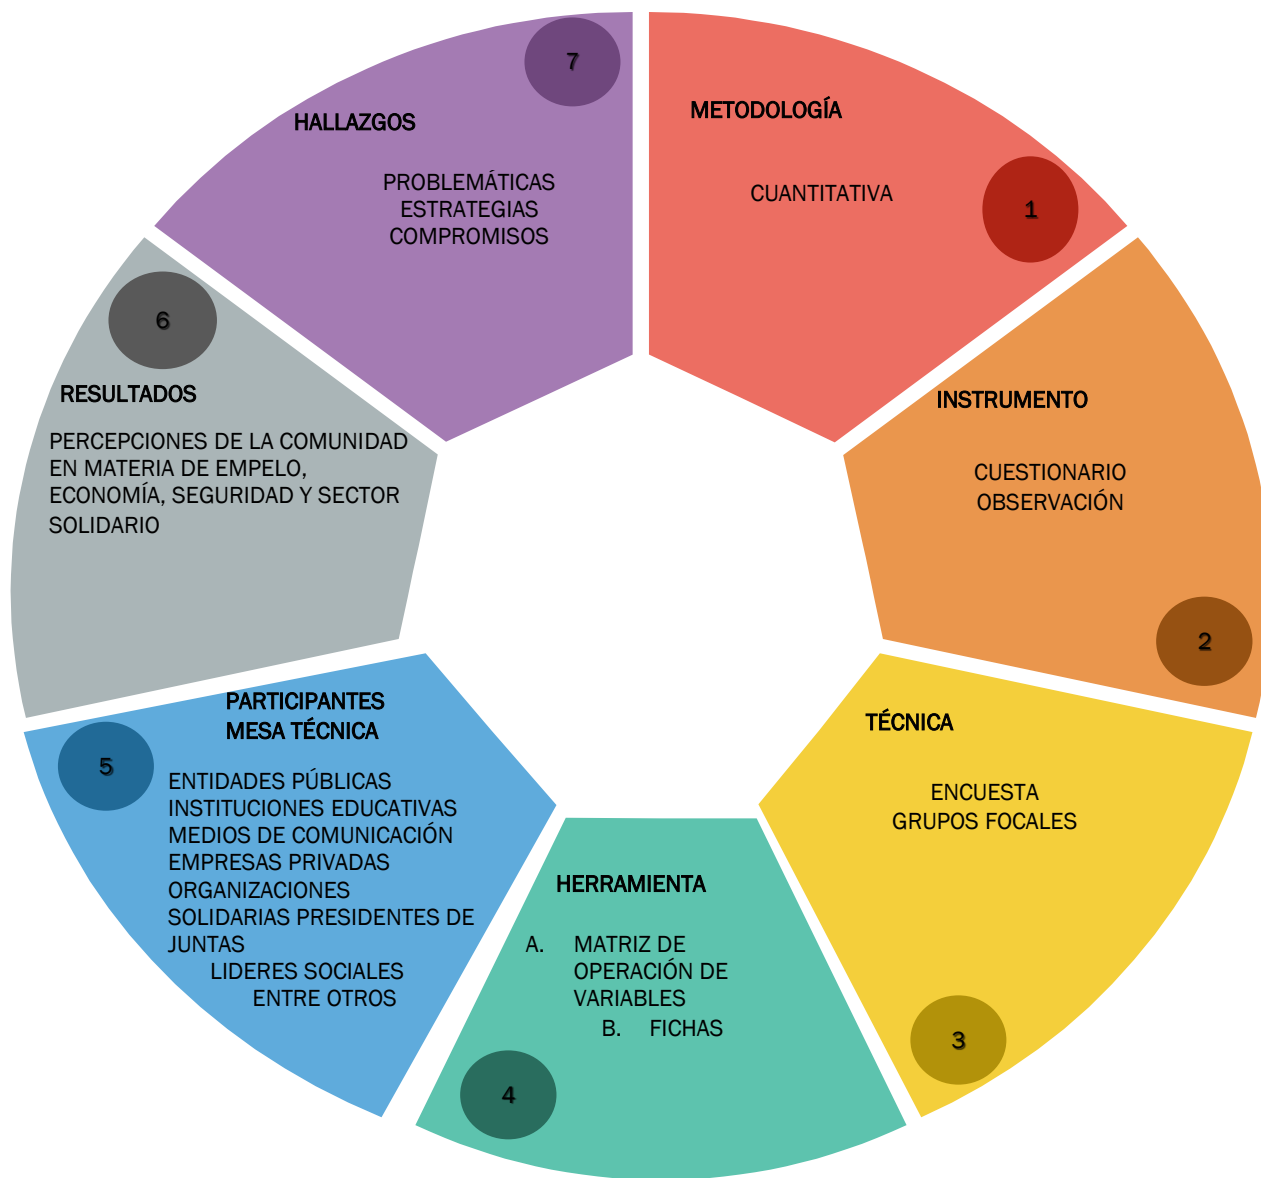 METODOLOGÍA
CUANTITATIVA
1
INSTRUMENTO
CUESTIONARIO
OBSERVACIÓN
2
TÉCNICA
ENCUESTA
GRUPOS FOCALES
3
HERRAMIENTA
A. MATRIZ DE
OPERACIÓN DE
VARIABLES
B. FICHAS
4
PARTICIPANTES
MESA TÉCNICA
5
ENTIDADES PÚBLICAS
INSTITUCIONES EDUCATIVAS
MEDIOS DE COMUNICACIÓN
EMPRESAS PRIVADAS
ORGANIZACIONES
SOLIDARIAS PRESIDENTES DE
JUNTAS
LIDERES SOCIALES
ENTRE OTROS
6
RESULTADOS
PERCEPCIONES DE LA COMUNIDAD
EN MATERIA DE EMPELO,
ECONOMÍA, SEGURIDAD Y SECTOR
SOLIDARIO
7
HALLAZGOS
PROBLEMÁTICAS
ESTRATEGIAS
COMPROMISOS